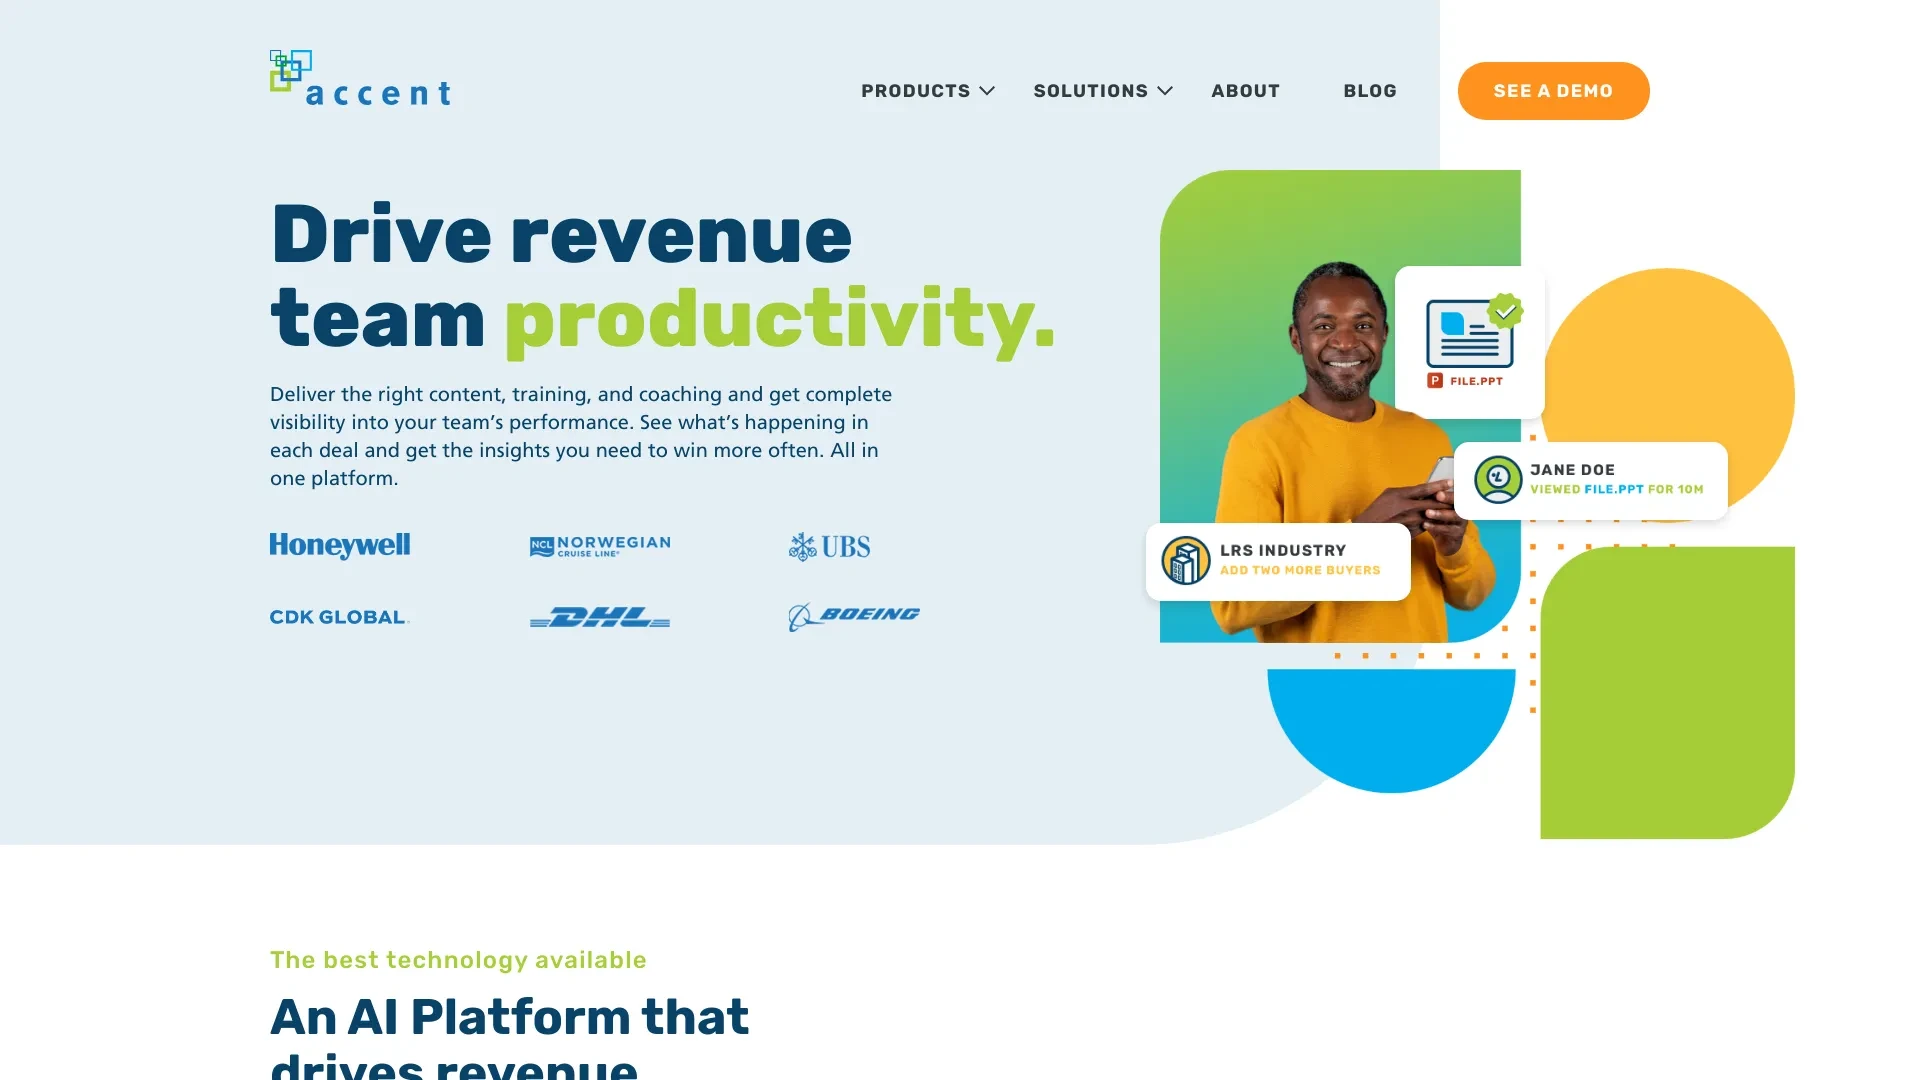 accent
PRODUCTS
SOLUTIONS
ABOUT
BLOG
SEE A DEMO
Drive revenue
team productivity.
Deliver the right content, training, and coaching and get complete
visibility into your team’s performance. See what’s happening in
each deal and get the insights you need to win more often. All in
one platform.
Honeywell
NCL NORWEGIAN
CRUISE LINE®
UBS
CDK GLOBAL
DHL
BOEING
P FILE.PPT
JANE DOE
VIEWED FILE.PPT FOR 10M
LRS INDUSTRY
ADD TWO MORE BUYERS
The best technology available
An AI Platform that
drives revenue